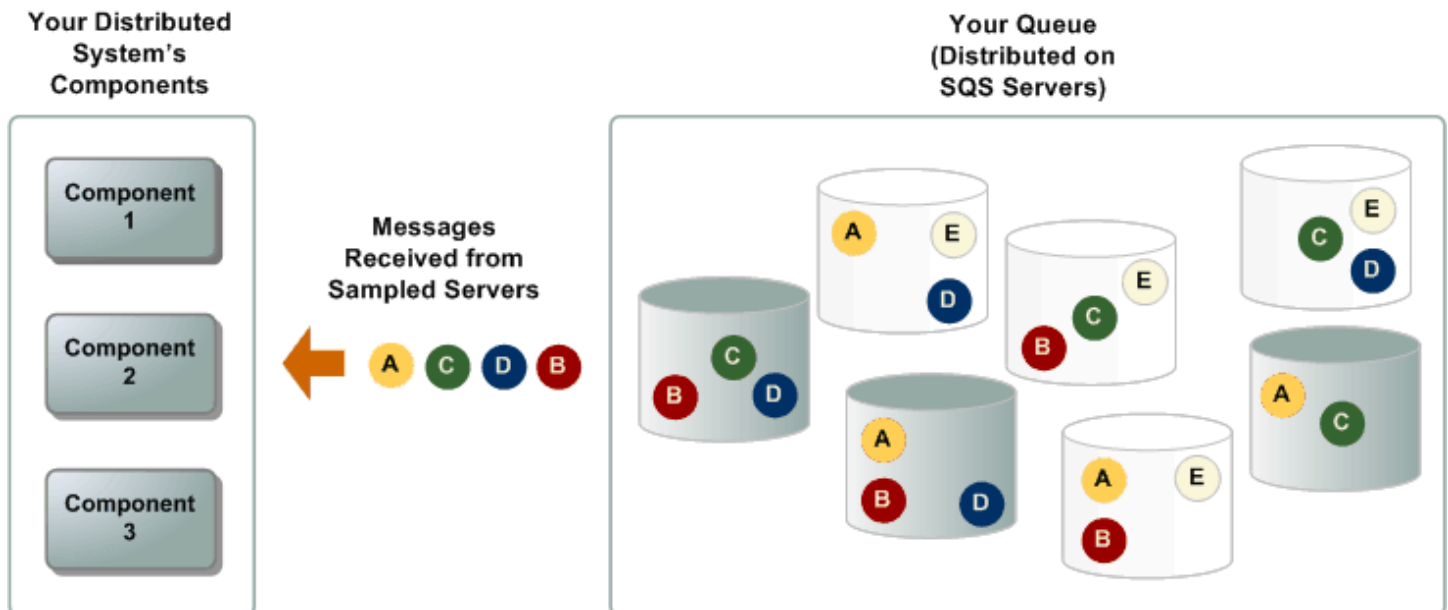 Your Distributed
System's
Components
Your Queue
(Distributed on
SQS Servers)
Component
1
Component
2
Component
3
Messages
Received from
Sampled Servers
A C D B
B C D
A E D
A B D
B C E
A B E
C E D
A C